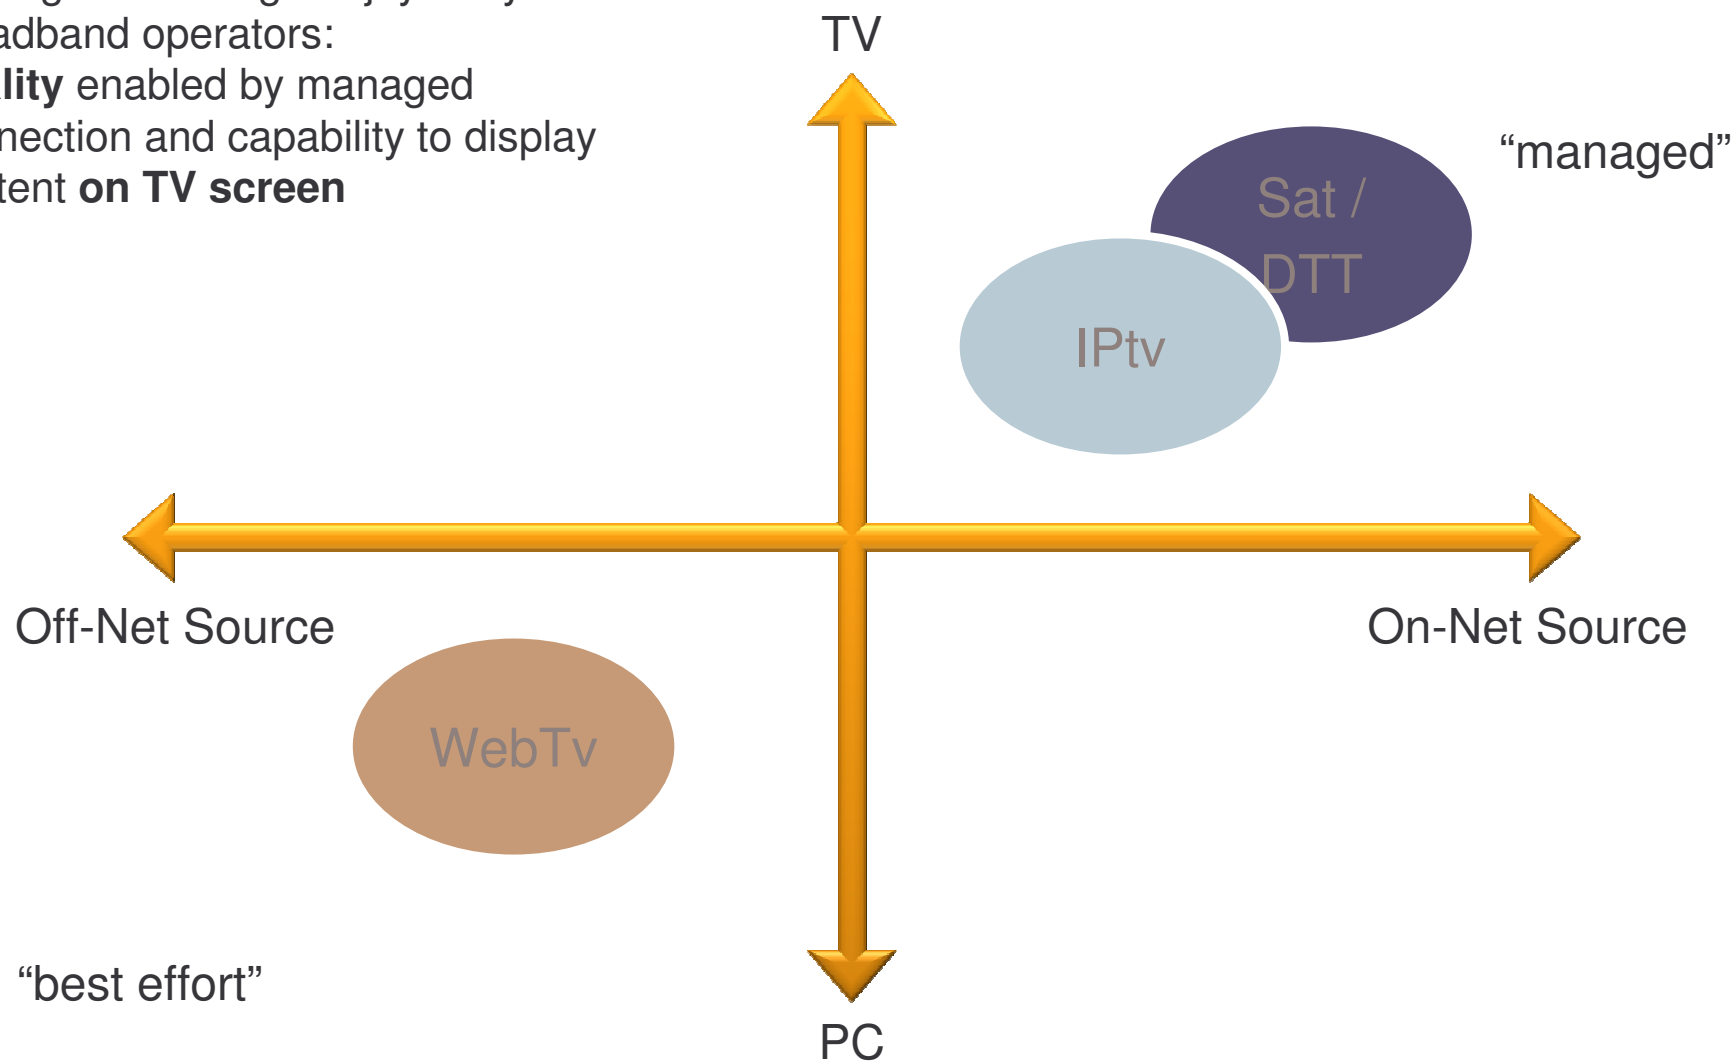 adband operators:
lity enabled by managed
nection and capability to display
tent on TV screen
TV
“managed”
Sat /
DTT
IPtv
Off-Net Source
On-Net Source
WebTv
“best effort”
PC